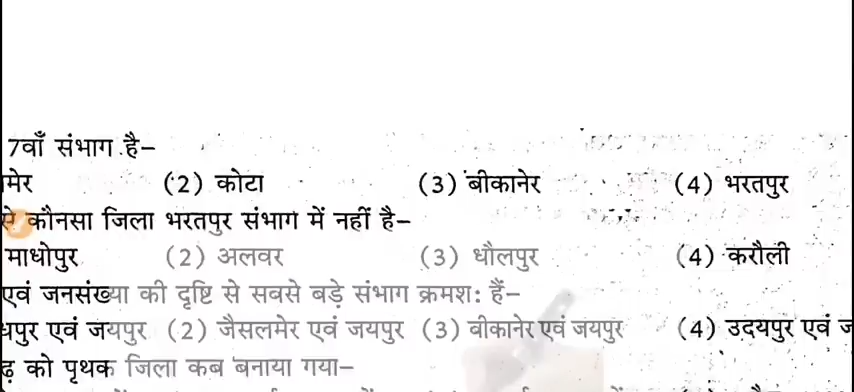 7वाँ संभाग है–
मेर (2) कोटा (3) बीकानेर (4) भरतपुर
से कौनसा जिला भरतपुर संभाग में नहीं है–
माधोपुर (2) अलवर (3) धौलपुर (4) करौली
एवं जनसंख्या की दृष्टि से सबसे बड़े संभाग क्रमश: हैं–
धपुर एवं जयपुर (2) जैसलमेर एवं जयपुर (3) बीकानेर एवं जयपुर (4) उदयपुर एवं ज
ढ़ को पृथक जिला कब बनाया गया–